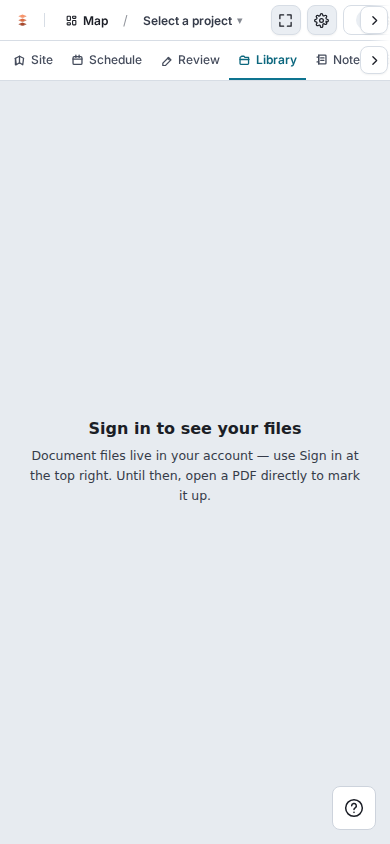 Map / Select a project ▾
Site Schedule Review Library Note
Sign in to see your files
Document files live in your account — use Sign in at
the top right. Until then, open a PDF directly to mark
it up.